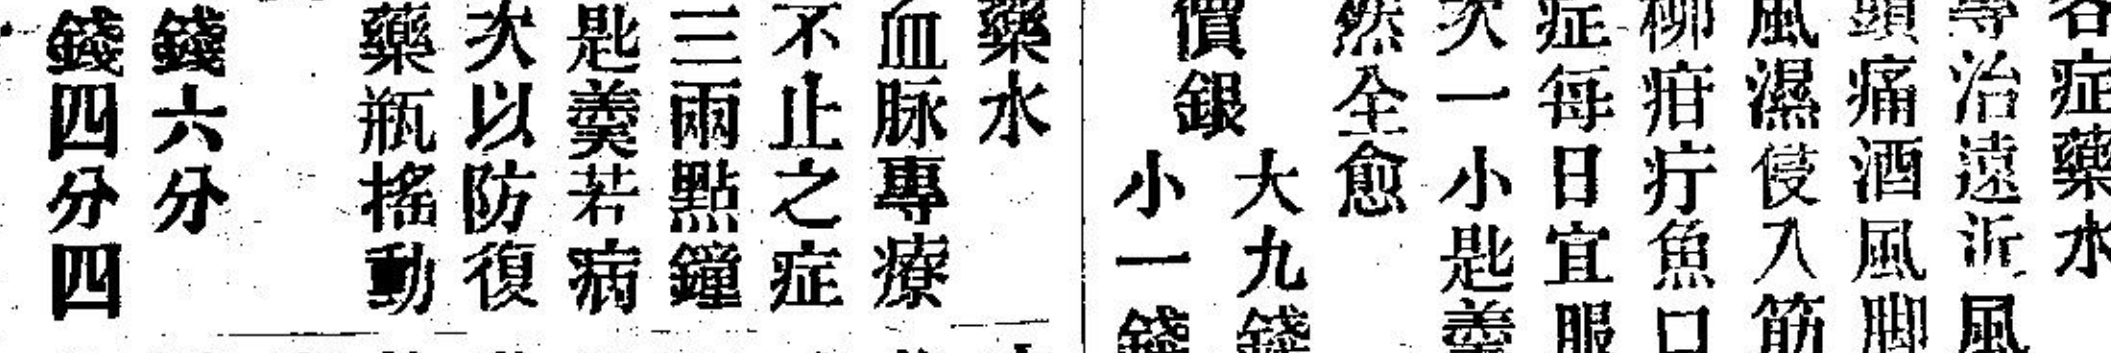 各症藥水
專治遠近風
頭痛酒風脚
風濕侵入筋
柳疳疔魚口
症每日宜服
次一小匙羹
然全愈
價銀
大九錢
小一錢
藥水
血脉專療
不止之症
三兩點鐘
匙羹若病
次以防復
藥瓶搖動
錢六分
錢四分四